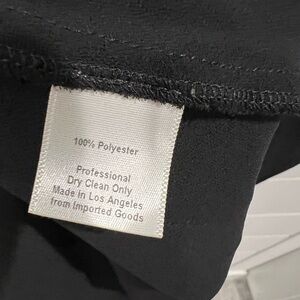 100% Polyester
Professional
Dry Clean Only
Made in Los Angeles
from Imported Goods